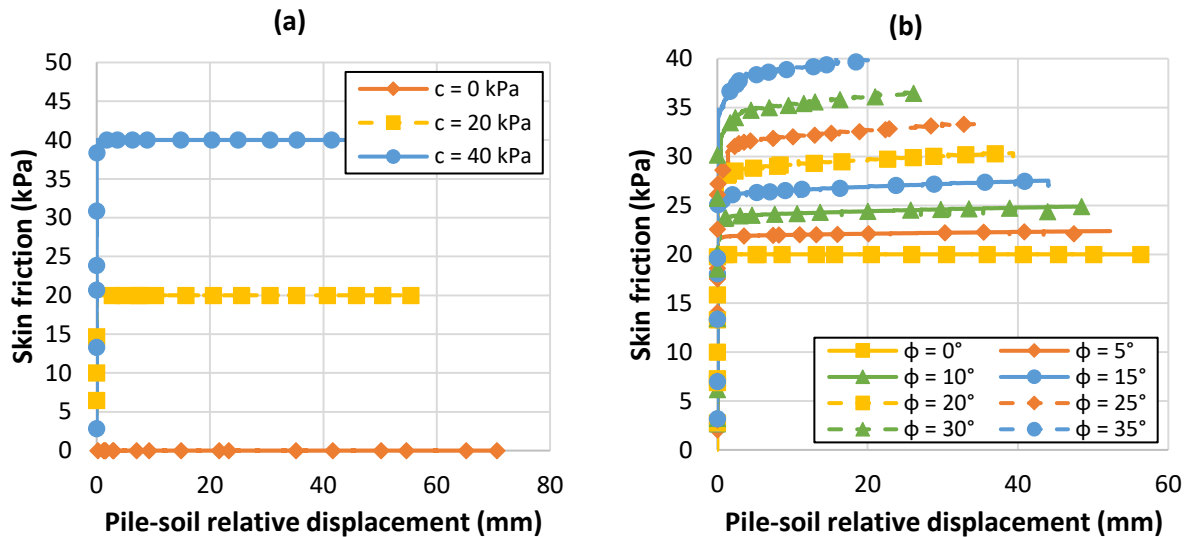 (a)
Skin friction (kPa)
50
45
40
35
30
25
20
15
10
5
0
c = 0 kPa
c = 20 kPa
c = 40 kPa
0 20 40 60 80
Pile-soil relative displacement (mm)
(b)
Skin friction (kPa)
40
35
30
25
20
15
10
5
0
ϕ = 0° ϕ = 5°
ϕ = 10° ϕ = 15°
ϕ = 20° ϕ = 25°
ϕ = 30° ϕ = 35°
0 20 40 60
Pile-soil relative displacement (mm)